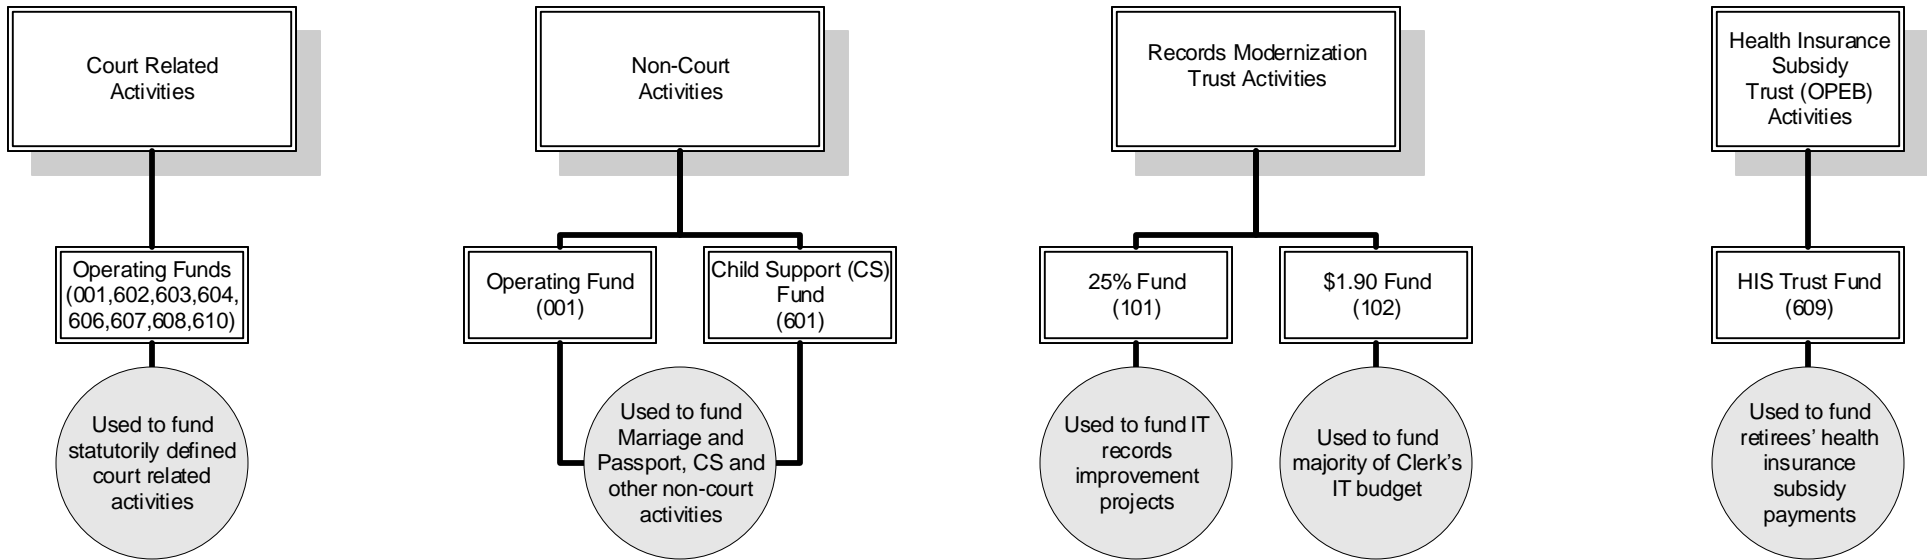 Court Related
Activities
Non-Court
Activities
Records Modernization
Trust Activities
Health Insurance
Subsidy
Trust (OPEB)
Activities
Operating Funds
(001,602,603,604,
606,607,608,610)
Operating Fund
(001)
Child Support (CS)
Fund
(601)
25% Fund
(101)
$1.90 Fund
(102)
HIS Trust Fund
(609)
Used to fund
statutorily defined
court related
activities
Used to fund
Marriage and
Passport, CS and
other non-court
activities
Used to fund IT
records
improvement
projects
Used to fund
majority of Clerk’s
IT budget
Used to fund
retirees’ health
insurance
subsidy
payments